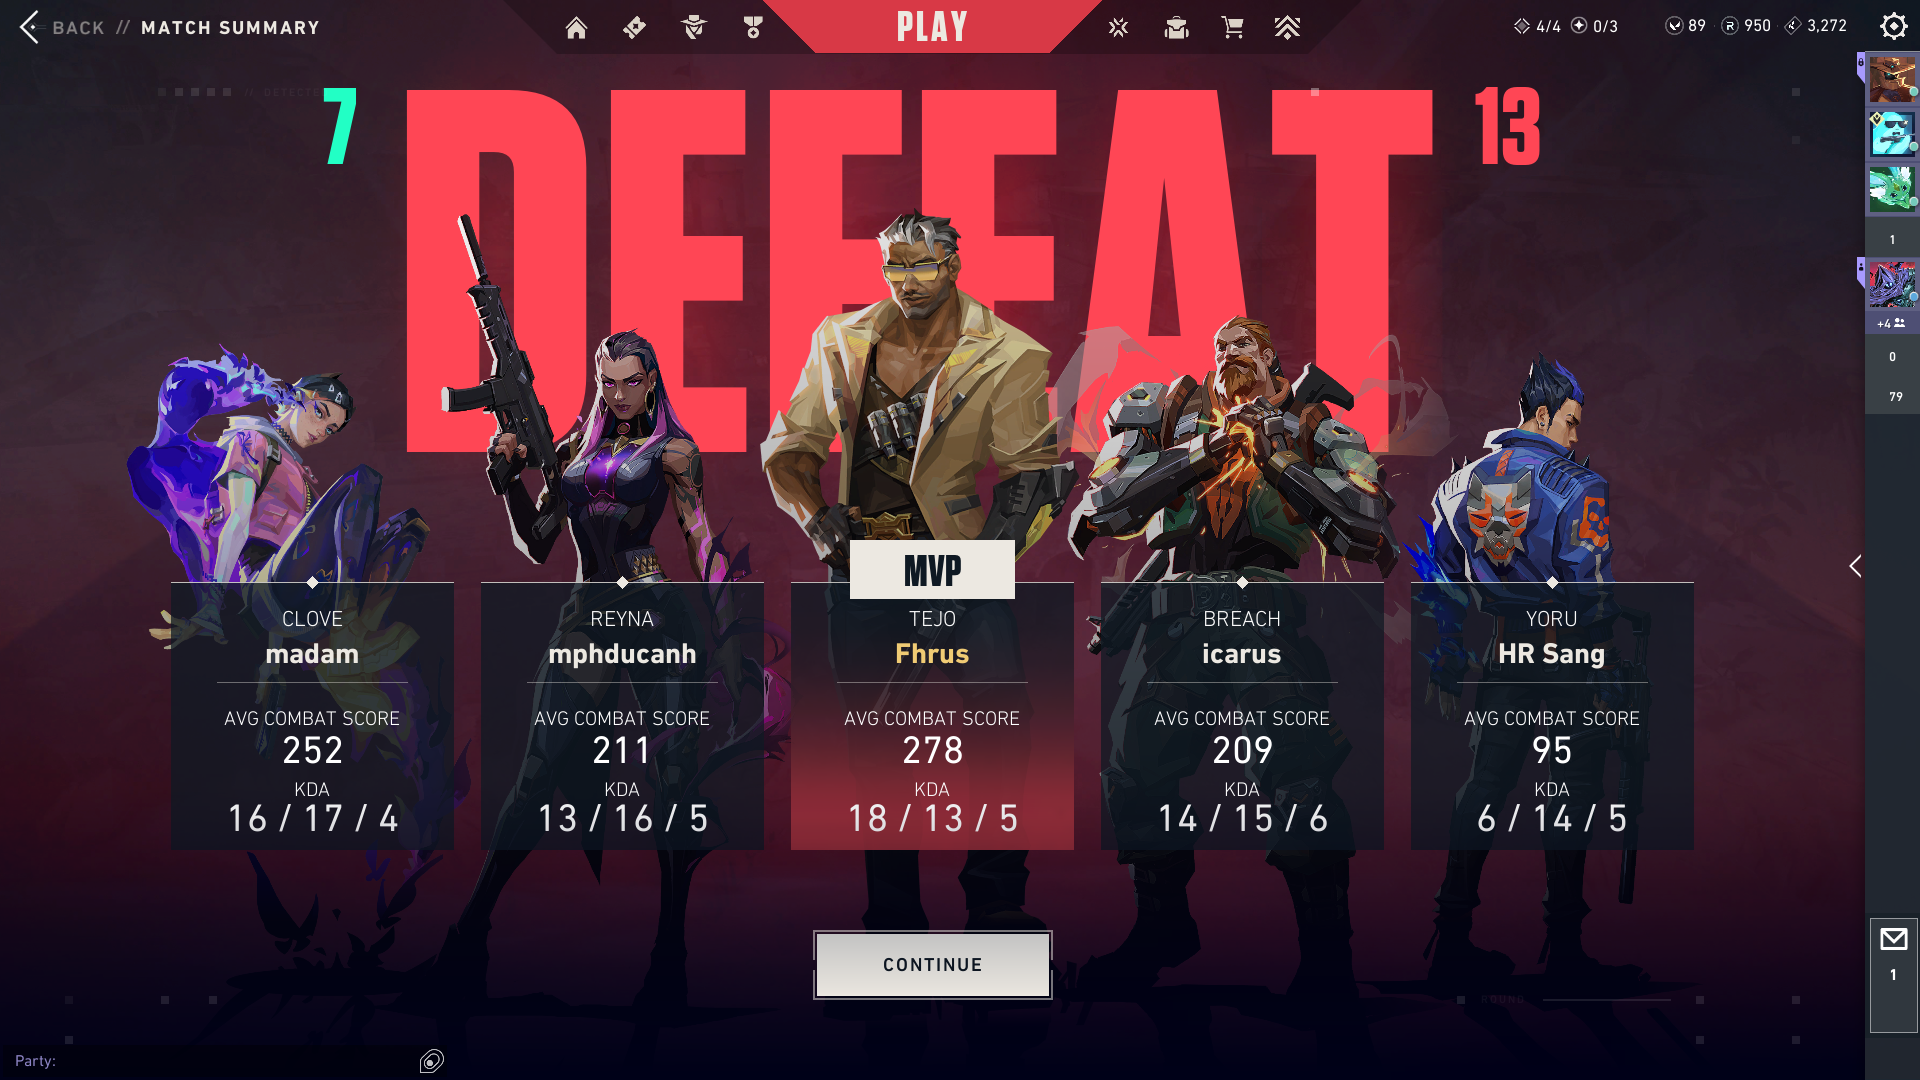 BACK // MATCH SUMMARY
PLAY
4/4 0/3 89 950 3,272
7 DEFEAT 13
MVP
CLOVE
madam
AVG COMBAT SCORE
252
KDA
16 / 17 / 4
REYNA
mphducanh
AVG COMBAT SCORE
211
KDA
13 / 16 / 5
TEJO
Fhrus
AVG COMBAT SCORE
278
KDA
18 / 13 / 5
BREACH
icarus
AVG COMBAT SCORE
209
KDA
14 / 15 / 6
YORU
HR Sang
AVG COMBAT SCORE
95
KDA
6 / 14 / 5
CONTINUE
1
+4
0
79
1
ROUND
Party: